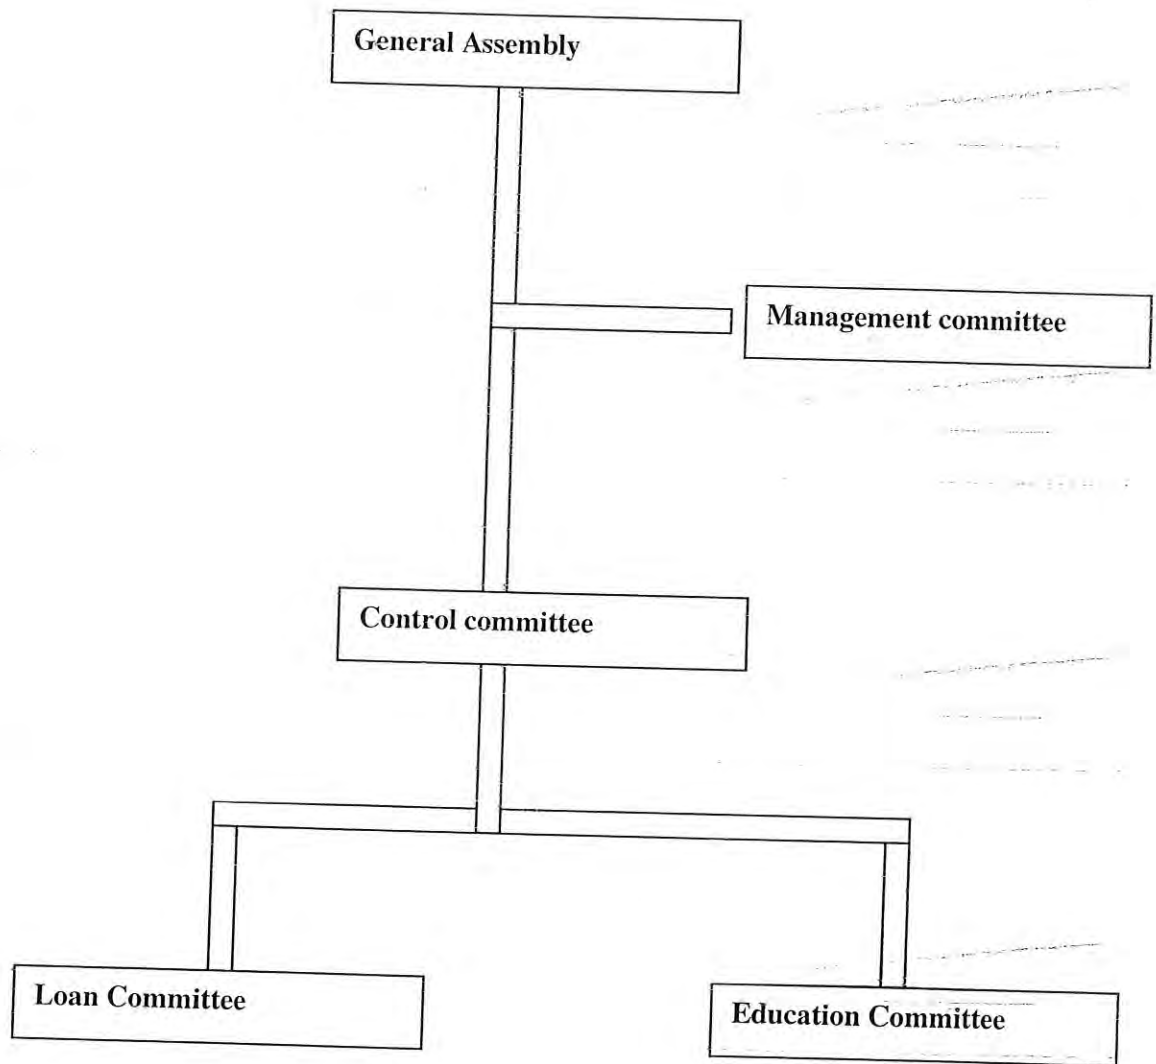 General Assembly
Management committee
Control committee
Loan Committee
Education Committee